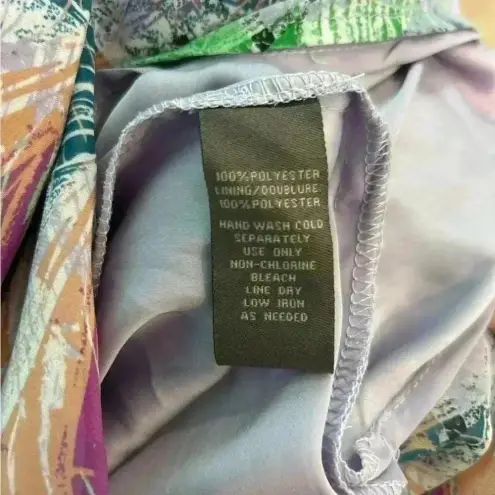 100% POLYESTER
LINING/DOUBLURE
100% POLYESTER
HAND WASH COLD
SEPARATELY
USE ONLY
NON-CHLORINE
BLEACH
LINE DRY
LOW IRON
AS NEEDED